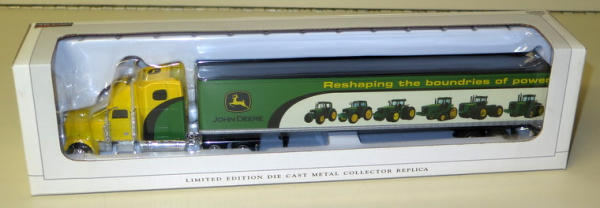 Reshaping the boundries of power
JOHN DEERE
LIMITED EDITION DIE CAST METAL COLLECTOR REPLICA